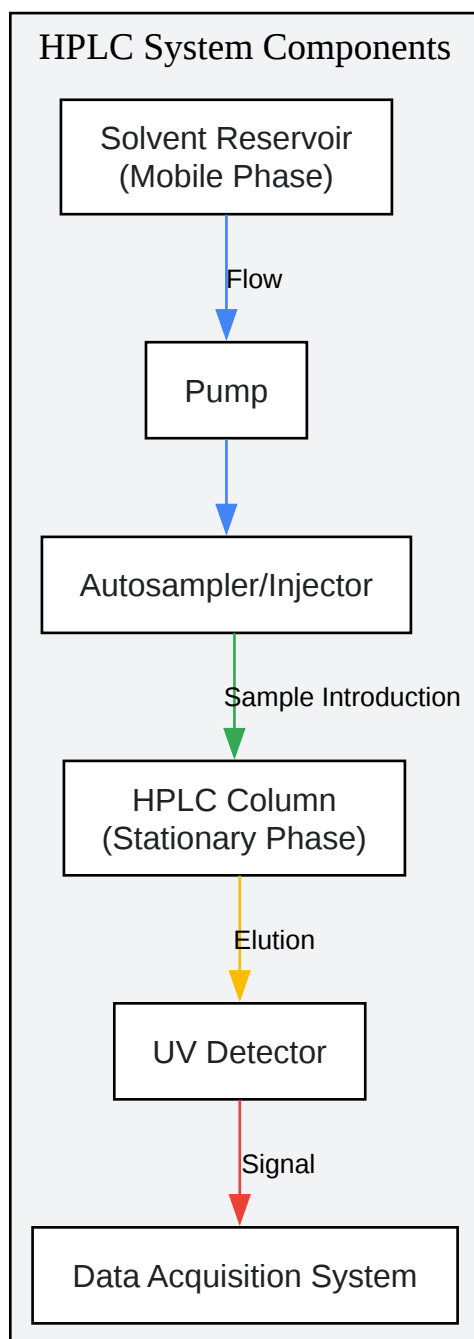 HPLC System Components
Solvent Reservoir
(Mobile Phase)
Flow
Pump
Autosampler/Injector
Sample Introduction
HPLC Column
(Stationary Phase)
Elution
UV Detector
Signal
Data Acquisition System